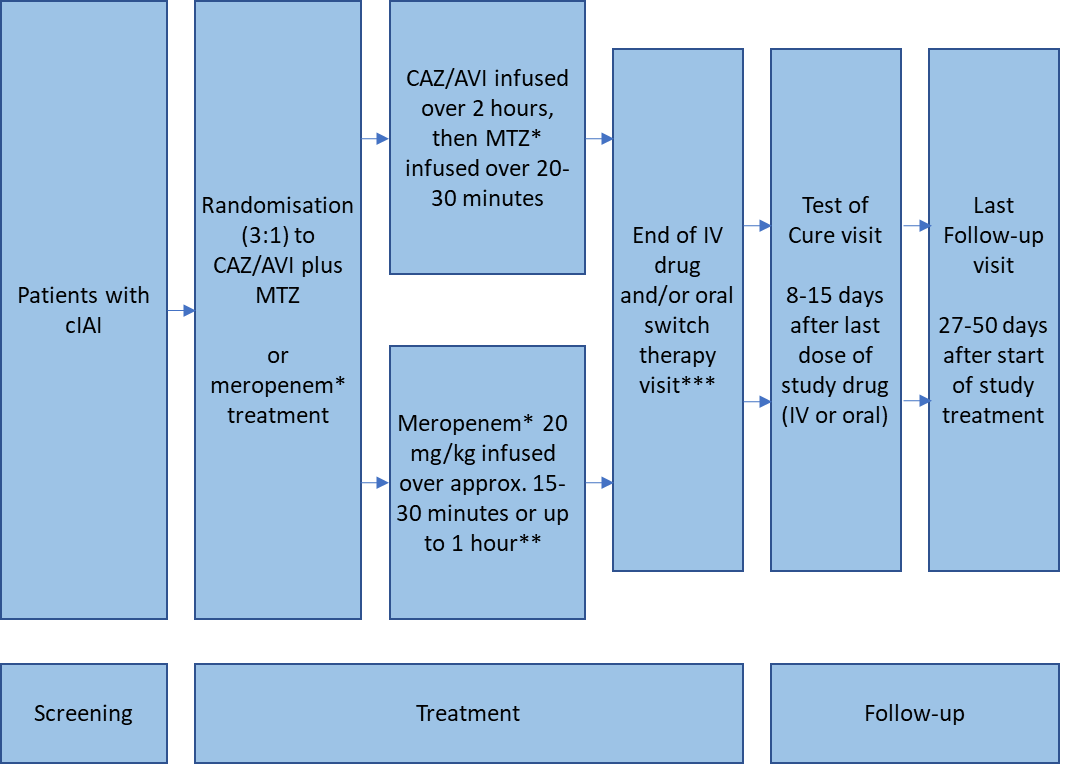 Patients with
cIAI
Randomisation
(3:1) to
CAZ/AVI plus
MTZ
or
meropenem*
treatment
CAZ/AVI infused
over 2 hours,
then MTZ*
infused over 20-
30 minutes
Meropenem* 20
mg/kg infused
over approx. 15-
30 minutes or up
to 1 hour**
End of IV
drug
and/or oral
switch
therapy
visit***
Test of
Cure visit
8-15 days
after last
dose of
study drug
(IV or oral)
Last
Follow-up
visit
27-50 days
after start
of study
treatment
Screening
Treatment
Follow-up